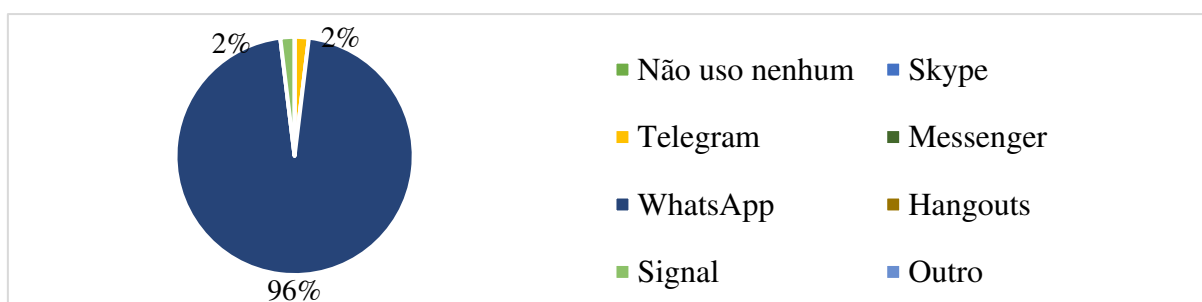 2% 2%
Não uso nenhum Skype
Telegram Messenger
WhatsApp Hangouts
Signal Outro
96%